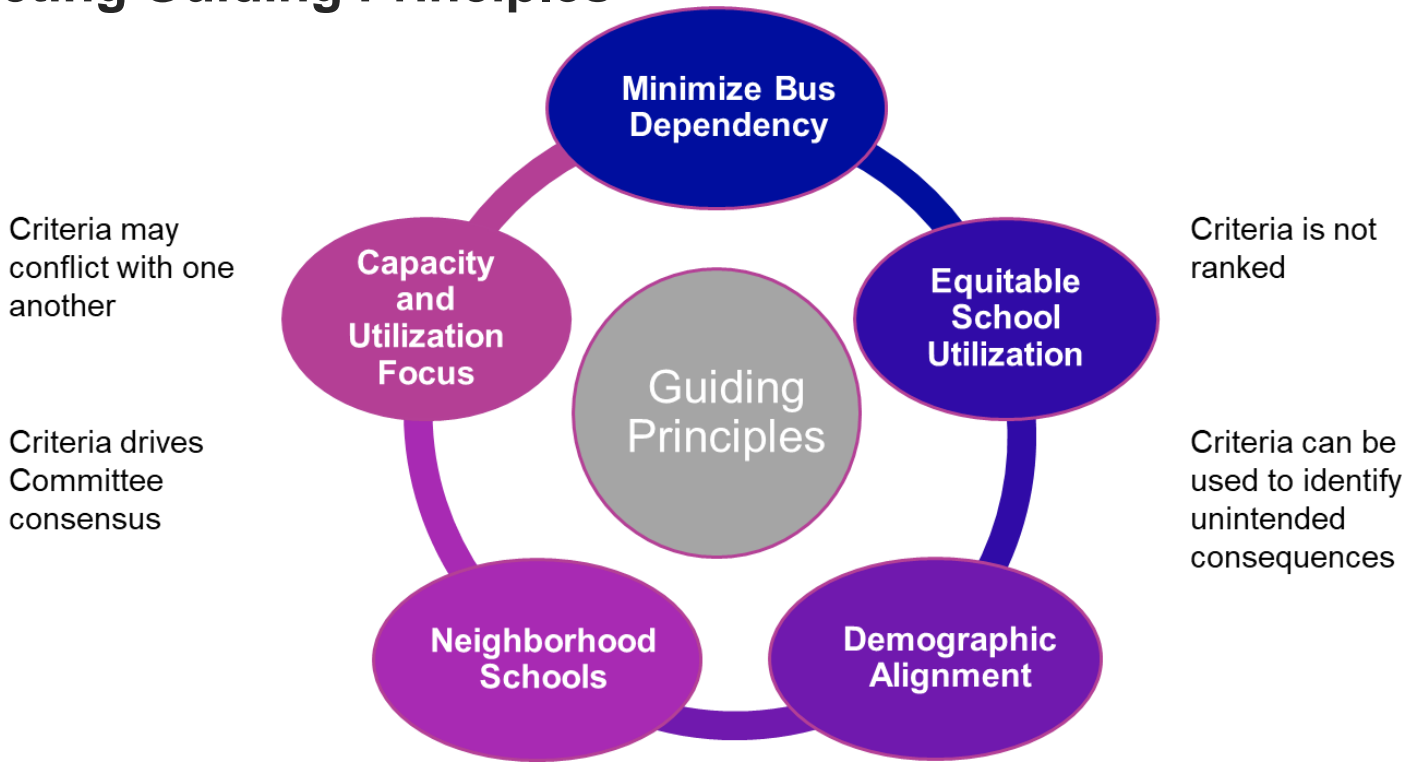 Guiding Principles
Minimize Bus
Dependency
Criteria may
conflict with one
another
Capacity
and
Utilization
Focus
Equitable
School
Utilization
Criteria is not
ranked
Guiding
Principles
Criteria drives
Committee
consensus
Criteria can be
used to identify
unintended
consequences
Neighborhood
Schools
Demographic
Alignment